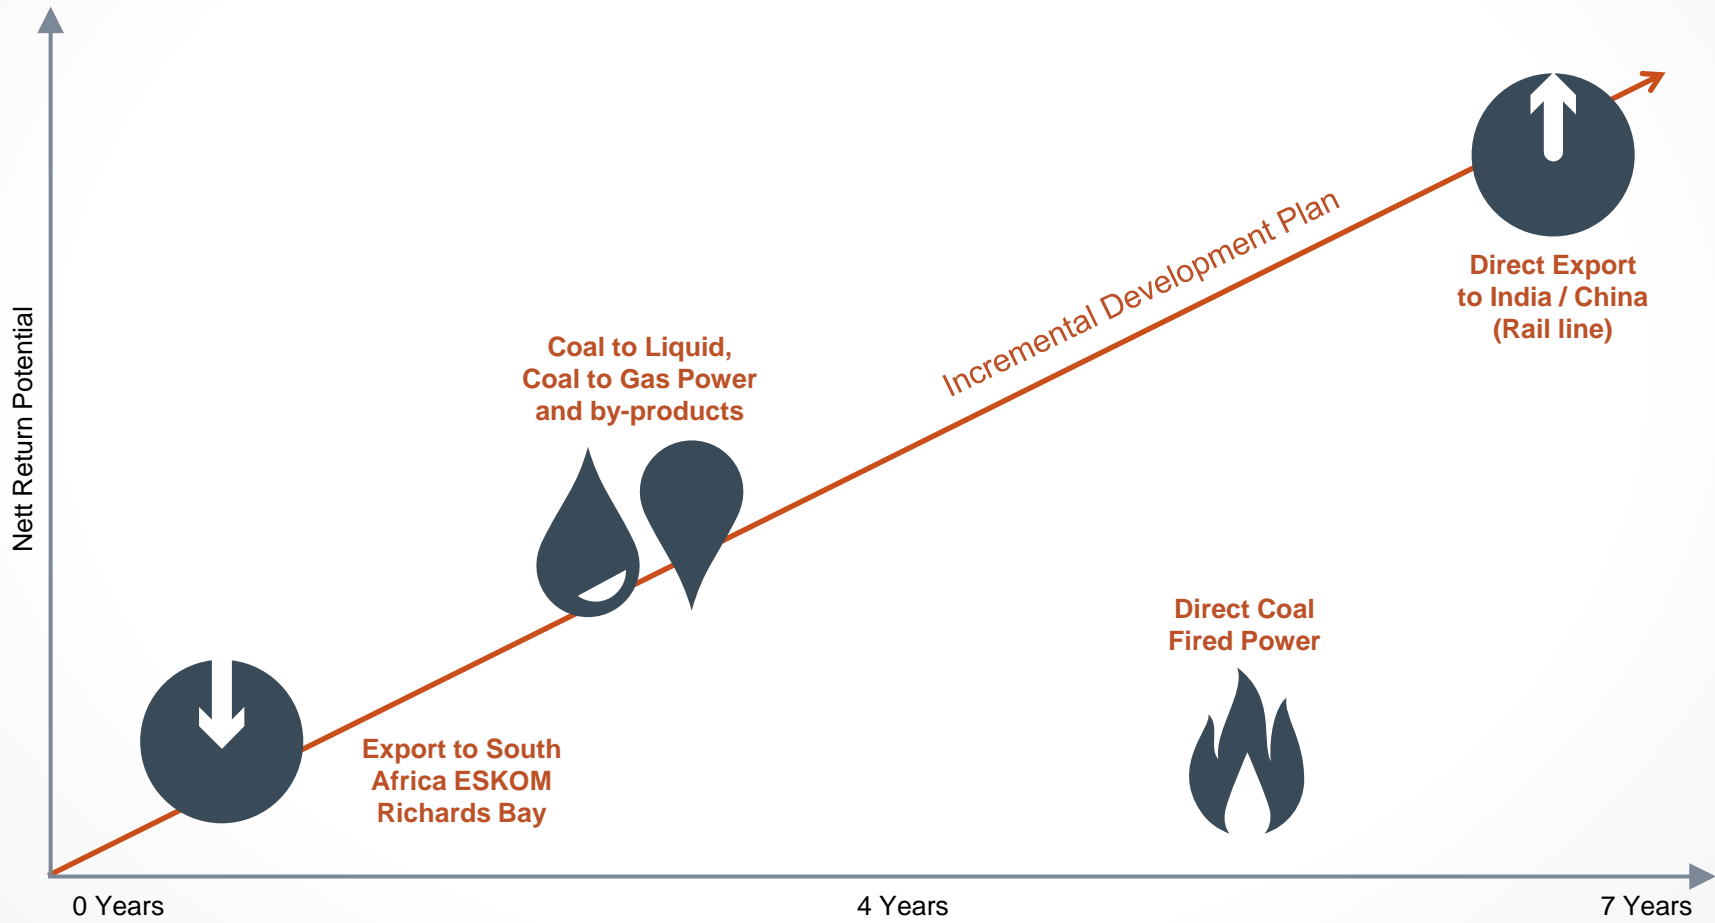 Nett Return Potential
Incremental Development Plan
Direct Export
to India / China
(Rail line)
Coal to Liquid,
Coal to Gas Power
and by-products
Direct Coal
Fired Power
Export to South
Africa ESKOM
Richards Bay
0 Years
4 Years
7 Years